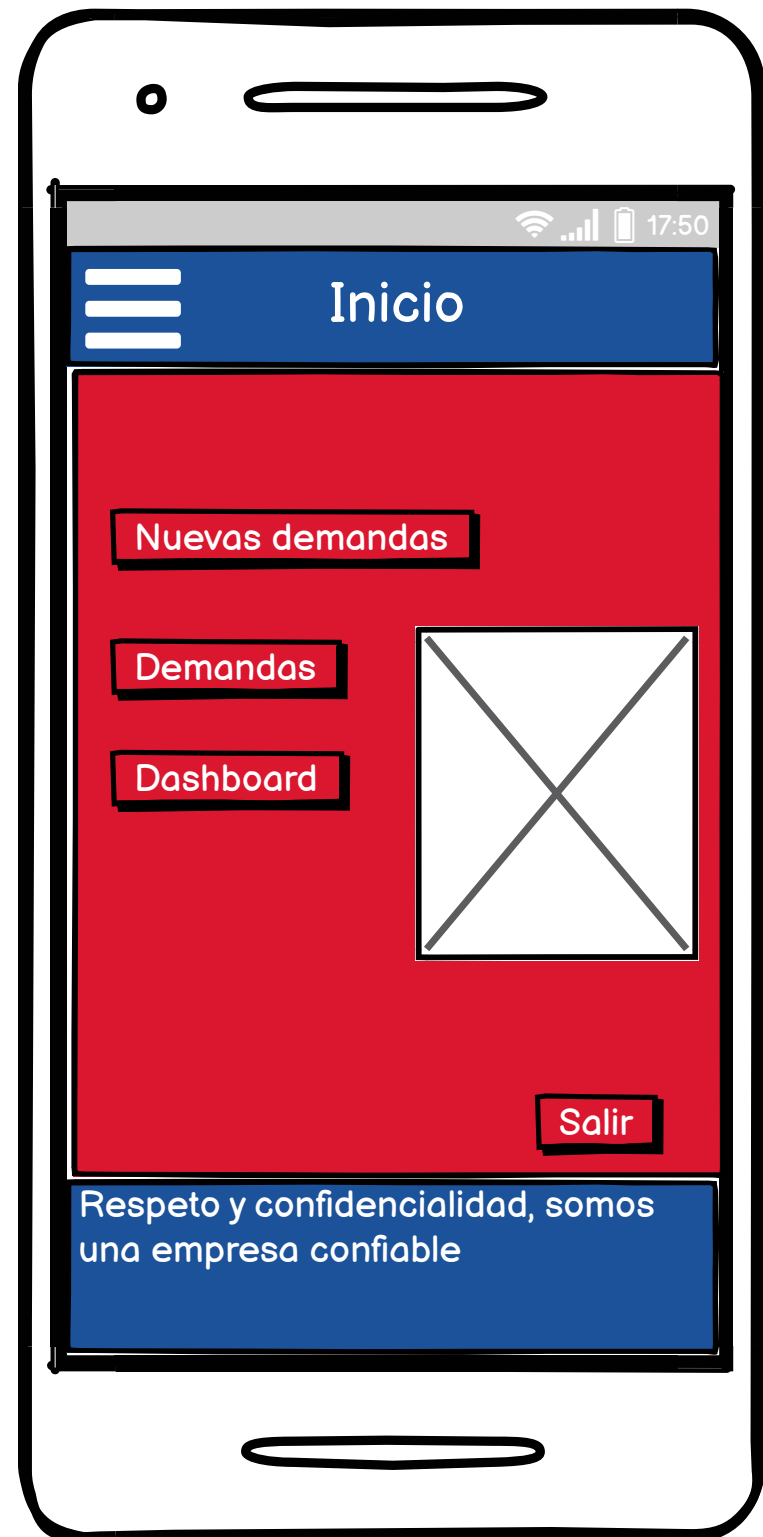 17:50
Inicio
Nuevas demandas
Demandas
Dashboard
Salir
Respeto y confidencialidad, somos
una empresa confiable